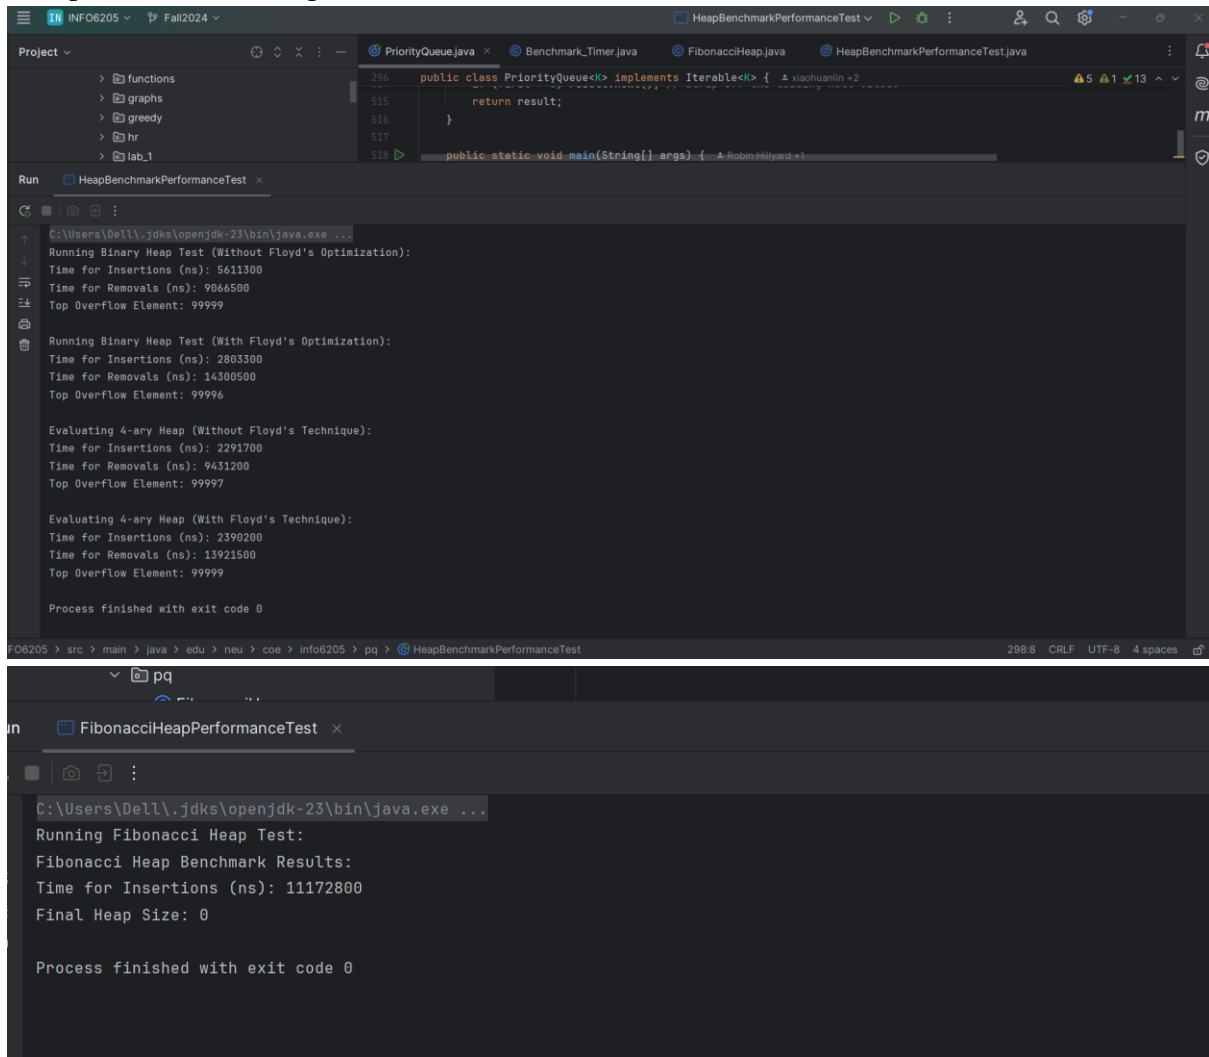 INFO6205 Fall2024 HeapBenchmarkPerformanceTest
Project PriorityQueue.java Benchmark_Timer.java FibonacciHeap.java HeapBenchmarkPerformanceTest.java
functions 296 public class PriorityQueue<K> implements Iterable<K> { xiaohuanlin +2 5 1 13
graphs 515 return result;
greedy 516 }
hr 517
lab_1 518 public static void main(String[] args) { Robin Hillyard +1
Run HeapBenchmarkPerformanceTest
C:\Users\Dell\.jdks\openjdk-23\bin\java.exe ...
Running Binary Heap Test (Without Floyd's Optimization):
Time for Insertions (ns): 5611300
Time for Removals (ns): 9066500
Top Overflow Element: 99999
Running Binary Heap Test (With Floyd's Optimization):
Time for Insertions (ns): 2803300
Time for Removals (ns): 14300500
Top Overflow Element: 99996
Evaluating 4-ary Heap (Without Floyd's Technique):
Time for Insertions (ns): 2291700
Time for Removals (ns): 9431200
Top Overflow Element: 99997
Evaluating 4-ary Heap (With Floyd's Technique):
Time for Insertions (ns): 2390200
Time for Removals (ns): 13921500
Top Overflow Element: 99999
Process finished with exit code 0
FO6205 > src > main > java > edu > neu > coe > info6205 > pq > HeapBenchmarkPerformanceTest 298:8 CRLF UTF-8 4 spaces
pq
un FibonacciHeapPerformanceTest
C:\Users\Dell\.jdks\openjdk-23\bin\java.exe ...
Running Fibonacci Heap Test:
Fibonacci Heap Benchmark Results:
Time for Insertions (ns): 11172800
Final Heap Size: 0
Process finished with exit code 0